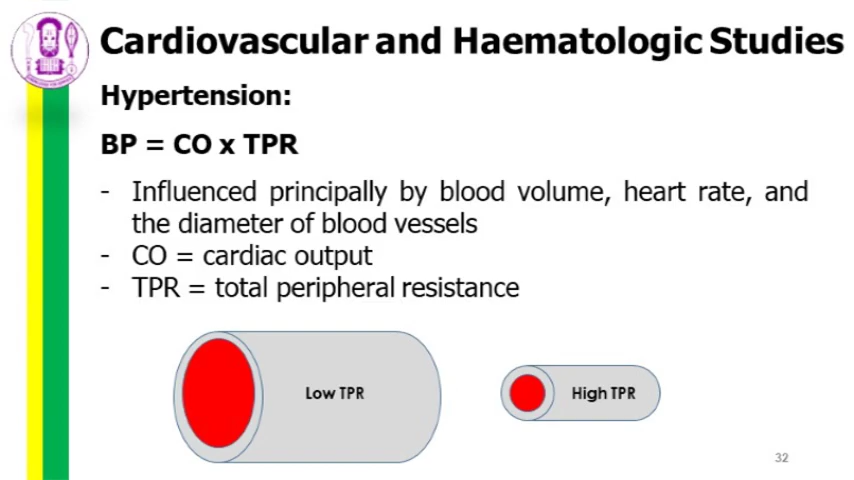 Cardiovascular and Haematologic Studies
Hypertension:
BP = CO x TPR
- Influenced principally by blood volume, heart rate, and
the diameter of blood vessels
- CO = cardiac output
- TPR = total peripheral resistance
Low TPR
High TPR
32